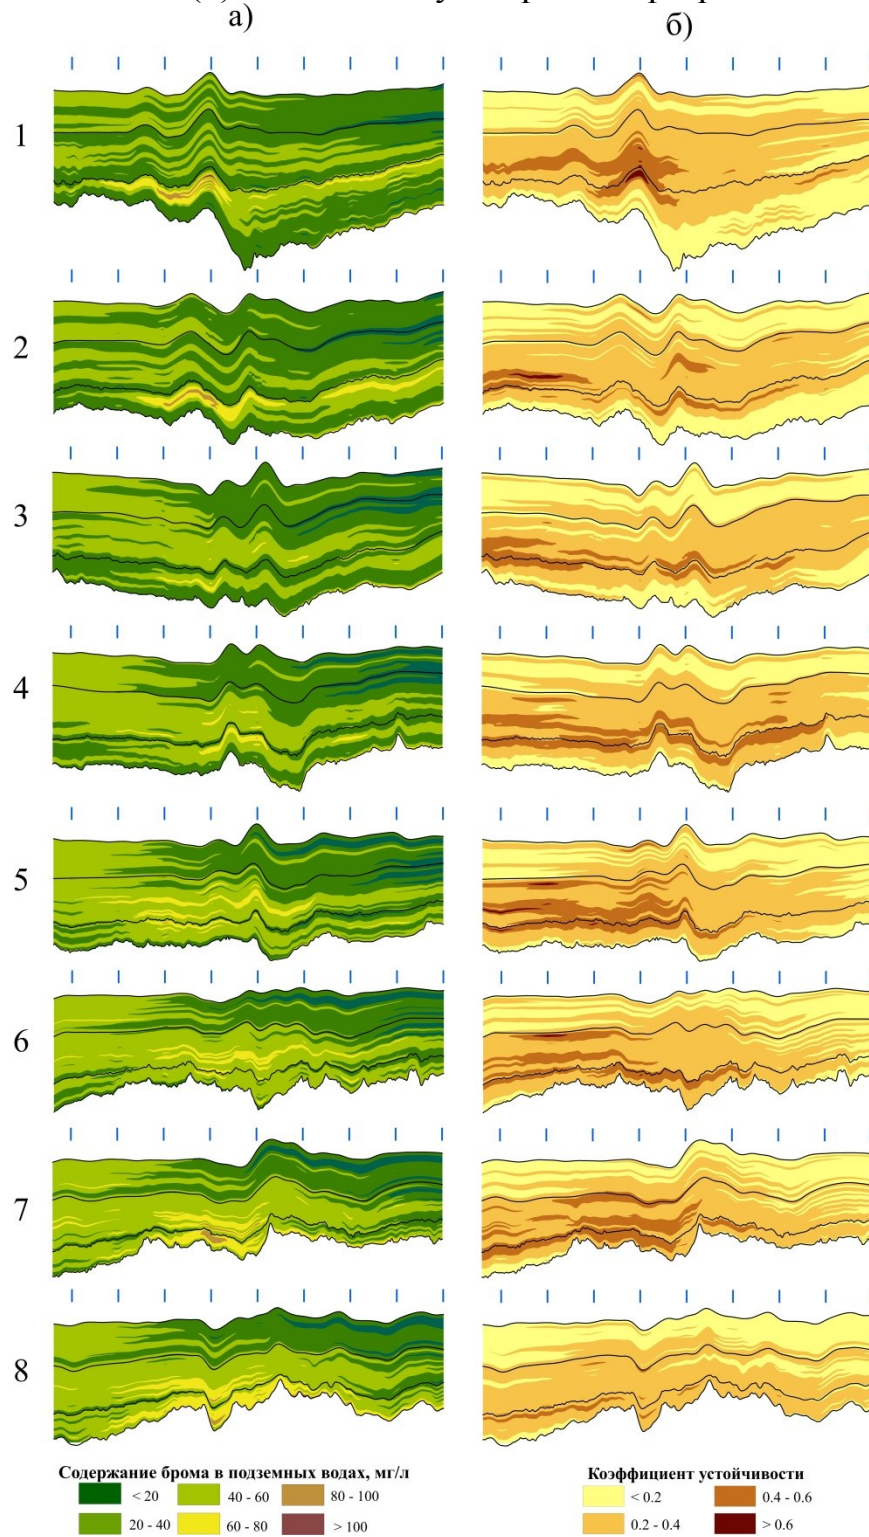 а)
б)
1
2
3
4
5
6
7
8
Содержание брома в подземных водах, мг/л
< 20
40 - 60
80 - 100
20 - 40
60 - 80
> 100
Коэффициент устойчивости
< 0.2
0.4 - 0.6
0.2 - 0.4
> 0.6